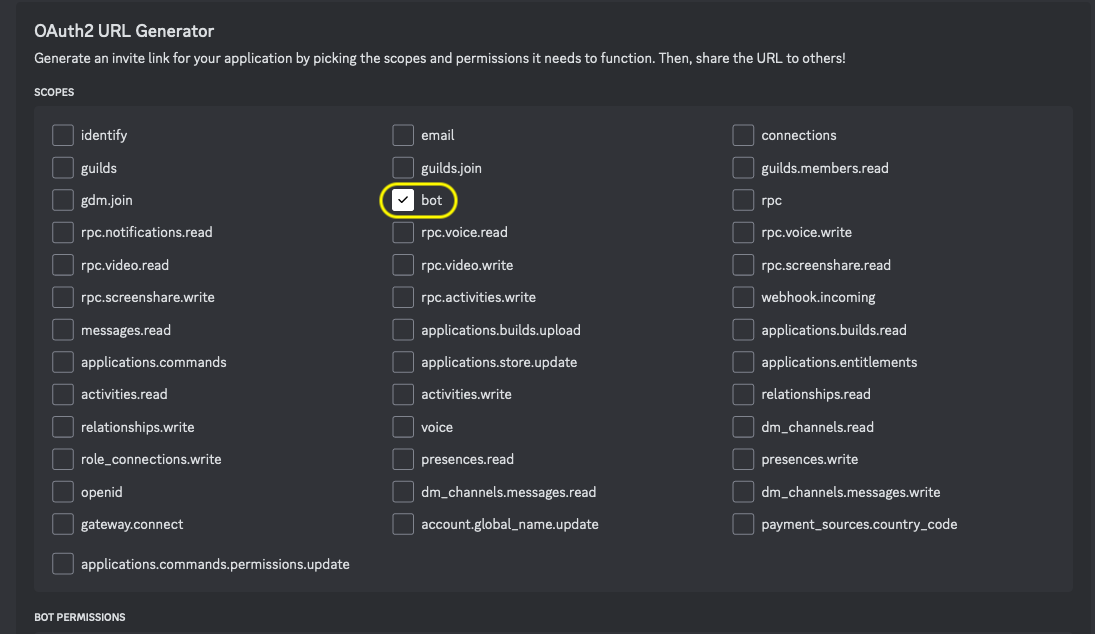 OAuth2 URL Generator
Generate an invite link for your application by picking the scopes and permissions it needs to function. Then, share the URL to others!
SCOPES
identify email connections
guilds guilds.join guilds.members.read
gdm.join bot rpc
rpc.notifications.read rpc.voice.read rpc.voice.write
rpc.video.read rpc.video.write rpc.screenshare.read
rpc.screenshare.write rpc.activities.write webhook.incoming
messages.read applications.builds.upload applications.builds.read
applications.commands applications.store.update applications.entitlements
activities.read activities.write relationships.read
relationships.write voice dm_channels.read
role_connections.write presences.read presences.write
openid dm_channels.messages.read dm_channels.messages.write
gateway.connect account.global_name.update payment_sources.country_code
applications.commands.permissions.update
BOT PERMISSIONS